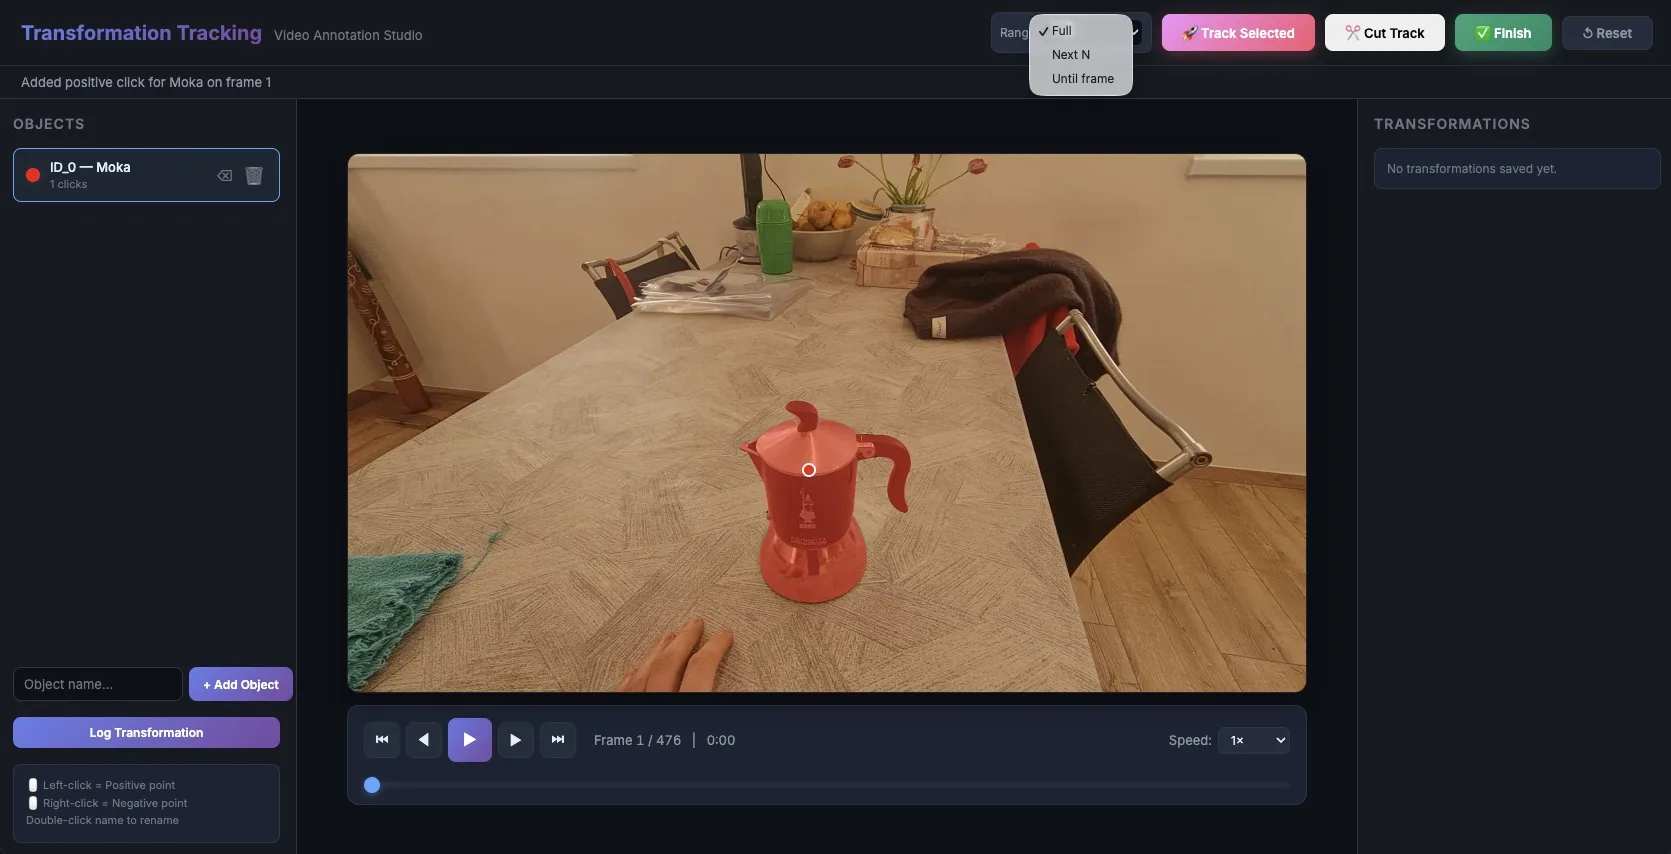 Transformation Tracking Video Annotation Studio
Rang
✓ Full
Next N
Until frame
🚀 Track Selected
✂️ Cut Track
✅ Finish
↺ Reset
Added positive click for Moka on frame 1
OBJECTS
ID_0 — Moka
1 clicks
Object name...
+ Add Object
Log Transformation
Left-click = Positive point
Right-click = Negative point
Double-click name to rename
Frame 1 / 476 | 0:00
Speed: 1×
TRANSFORMATIONS
No transformations saved yet.